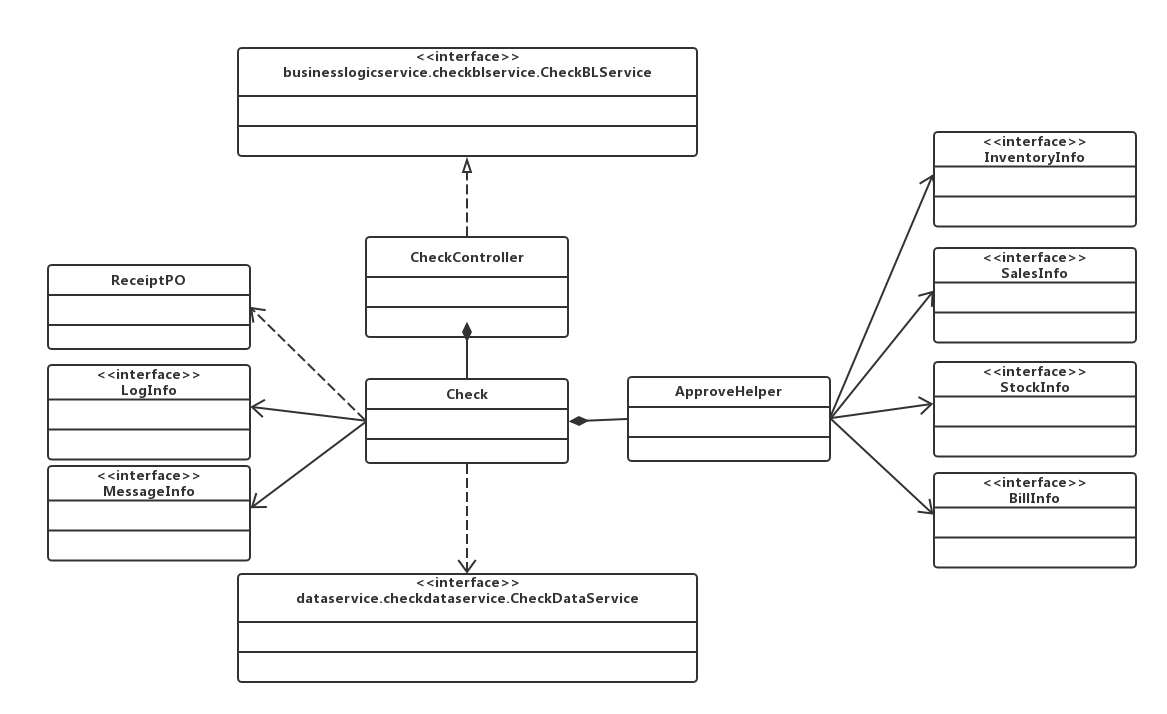 <<interface>>
businesslogicservice.checkblservice.CheckBLService
<<interface>>
InventoryInfo
CheckController
<<interface>>
SalesInfo
ReceiptPO
<<interface>>
LogInfo
Check
ApproveHelper
<<interface>>
StockInfo
<<interface>>
MessageInfo
<<interface>>
BillInfo
<<interface>>
dataservice.checkdataservice.CheckDataService